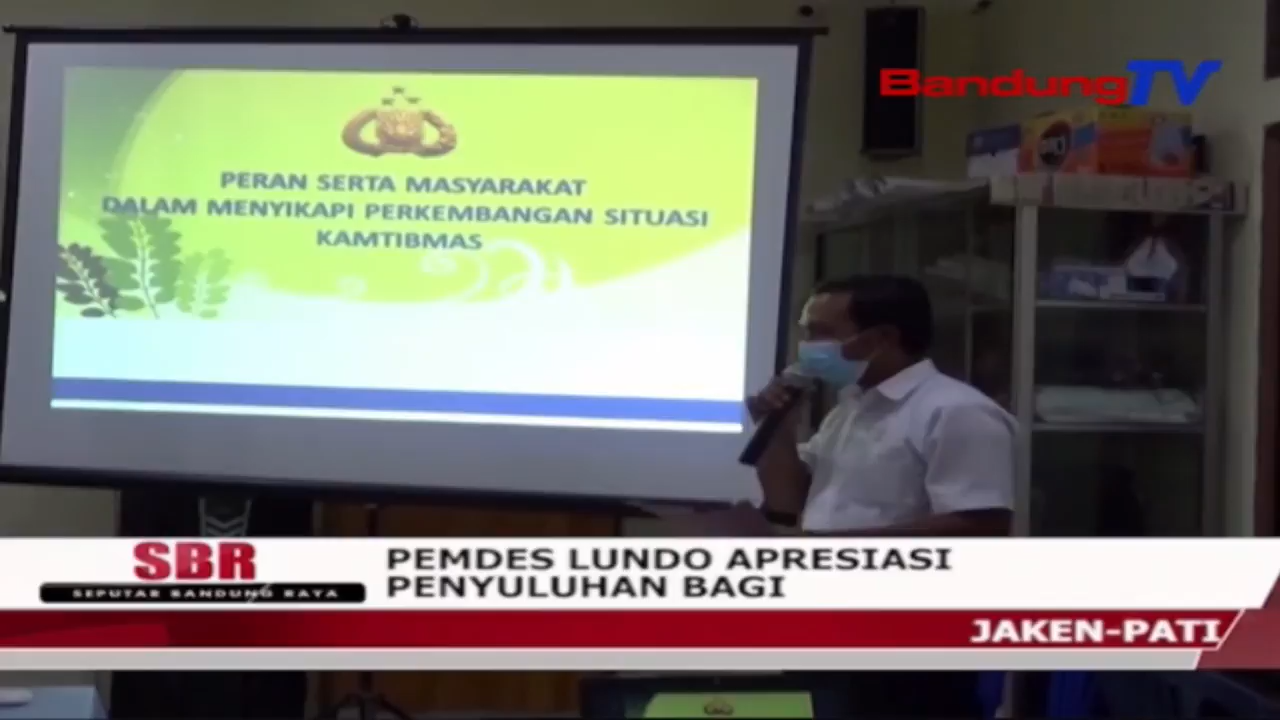 BandungTV
PERAN SERTA MASYARAKAT
DALAM MENYIKAPI PERKEMBANGAN SITUASI
KAMTIBMAS
SBR
SEPUTAR BANDUNG RAYA
PEMDES LUNDO APRESIASI
PENYULUHAN BAGI
JAKEN-PATI